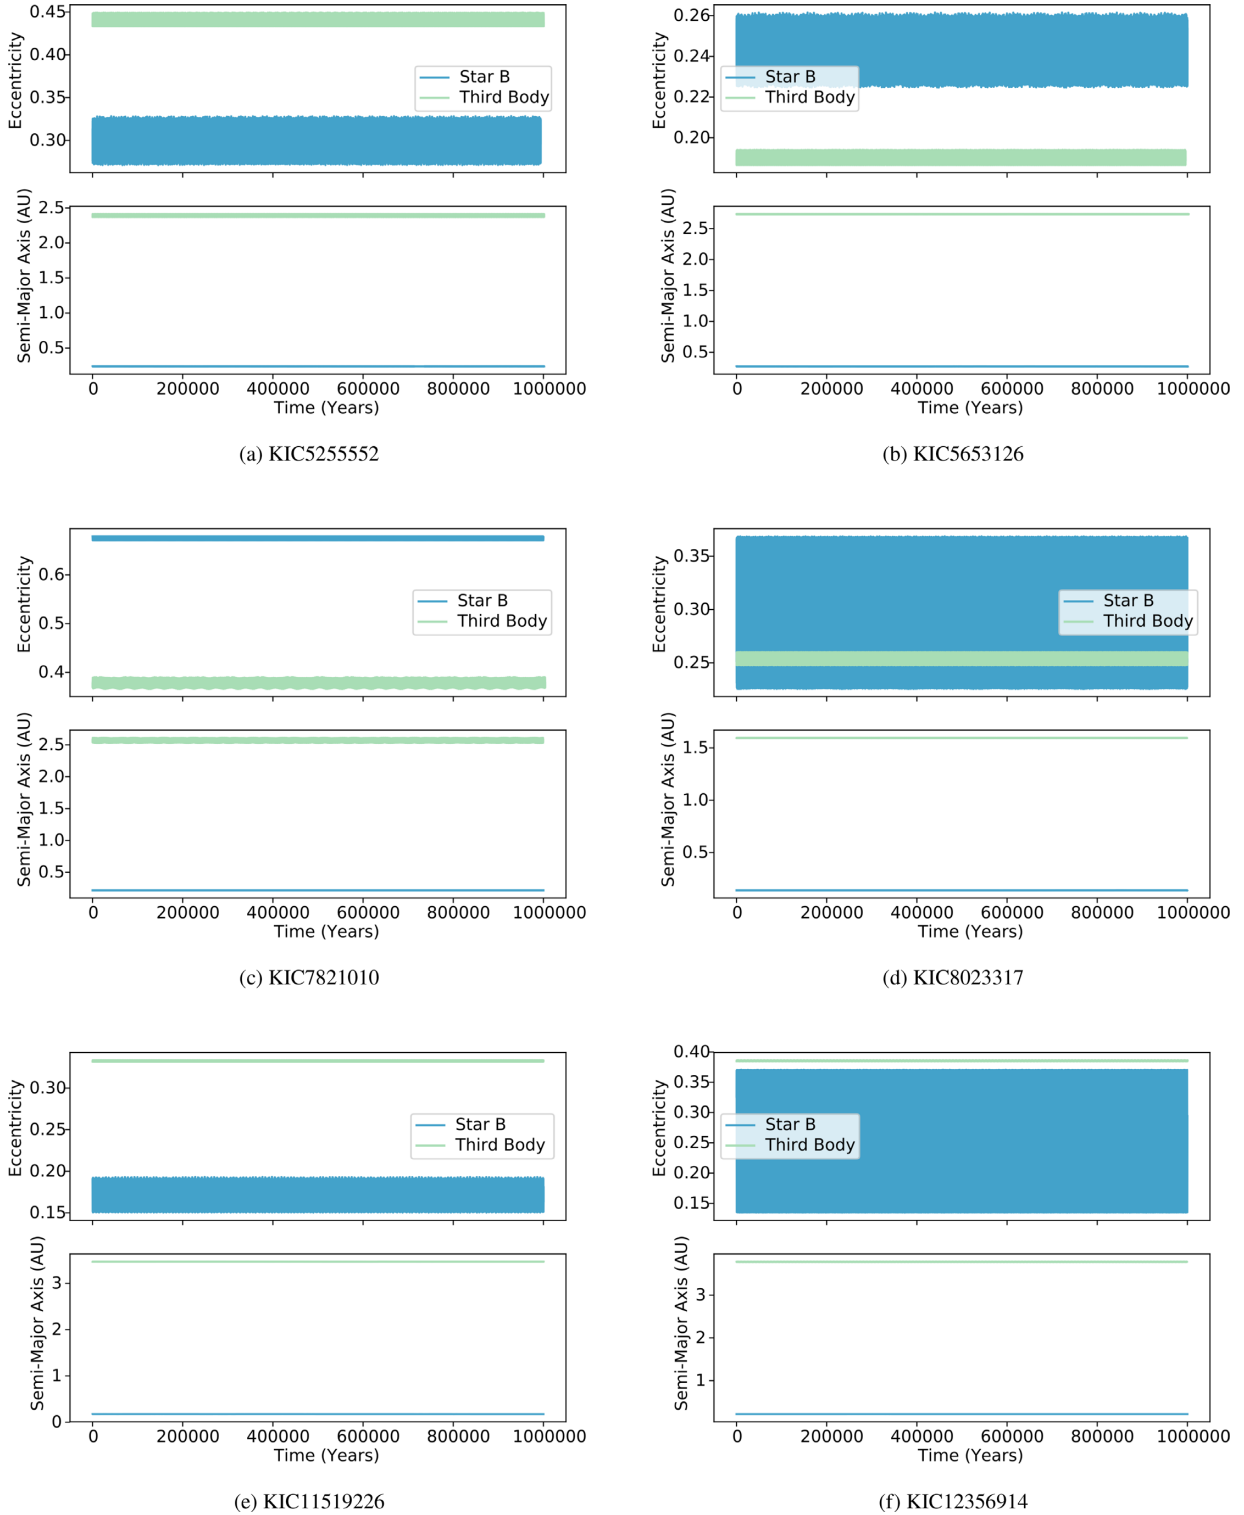 Eccentricity
0.45
0.40
0.35
0.30
Star B
Third Body
Semi-Major Axis (AU)
2.5
2.0
1.5
1.0
0.5
0 200000 400000 600000 800000 1000000
Time (Years)
(a) KIC5255552
Eccentricity
0.26
0.24
0.22
0.20
Star B
Third Body
Semi-Major Axis (AU)
2.5
2.0
1.5
1.0
0.5
0 200000 400000 600000 800000 1000000
Time (Years)
(b) KIC5653126
Eccentricity
0.6
0.5
0.4
Star B
Third Body
Semi-Major Axis (AU)
2.5
2.0
1.5
1.0
0.5
0 200000 400000 600000 800000 1000000
Time (Years)
(c) KIC7821010
Eccentricity
0.35
0.30
0.25
Star B
Third Body
Semi-Major Axis (AU)
1.5
1.0
0.5
0 200000 400000 600000 800000 1000000
Time (Years)
(d) KIC8023317
Eccentricity
0.30
0.25
0.20
0.15
Star B
Third Body
Semi-Major Axis (AU)
3
2
1
0
0 200000 400000 600000 800000 1000000
Time (Years)
(e) KIC11519226
Eccentricity
0.40
0.35
0.30
0.25
0.20
0.15
Star B
Third Body
Semi-Major Axis (AU)
3
2
1
0 200000 400000 600000 800000 1000000
Time (Years)
(f) KIC12356914